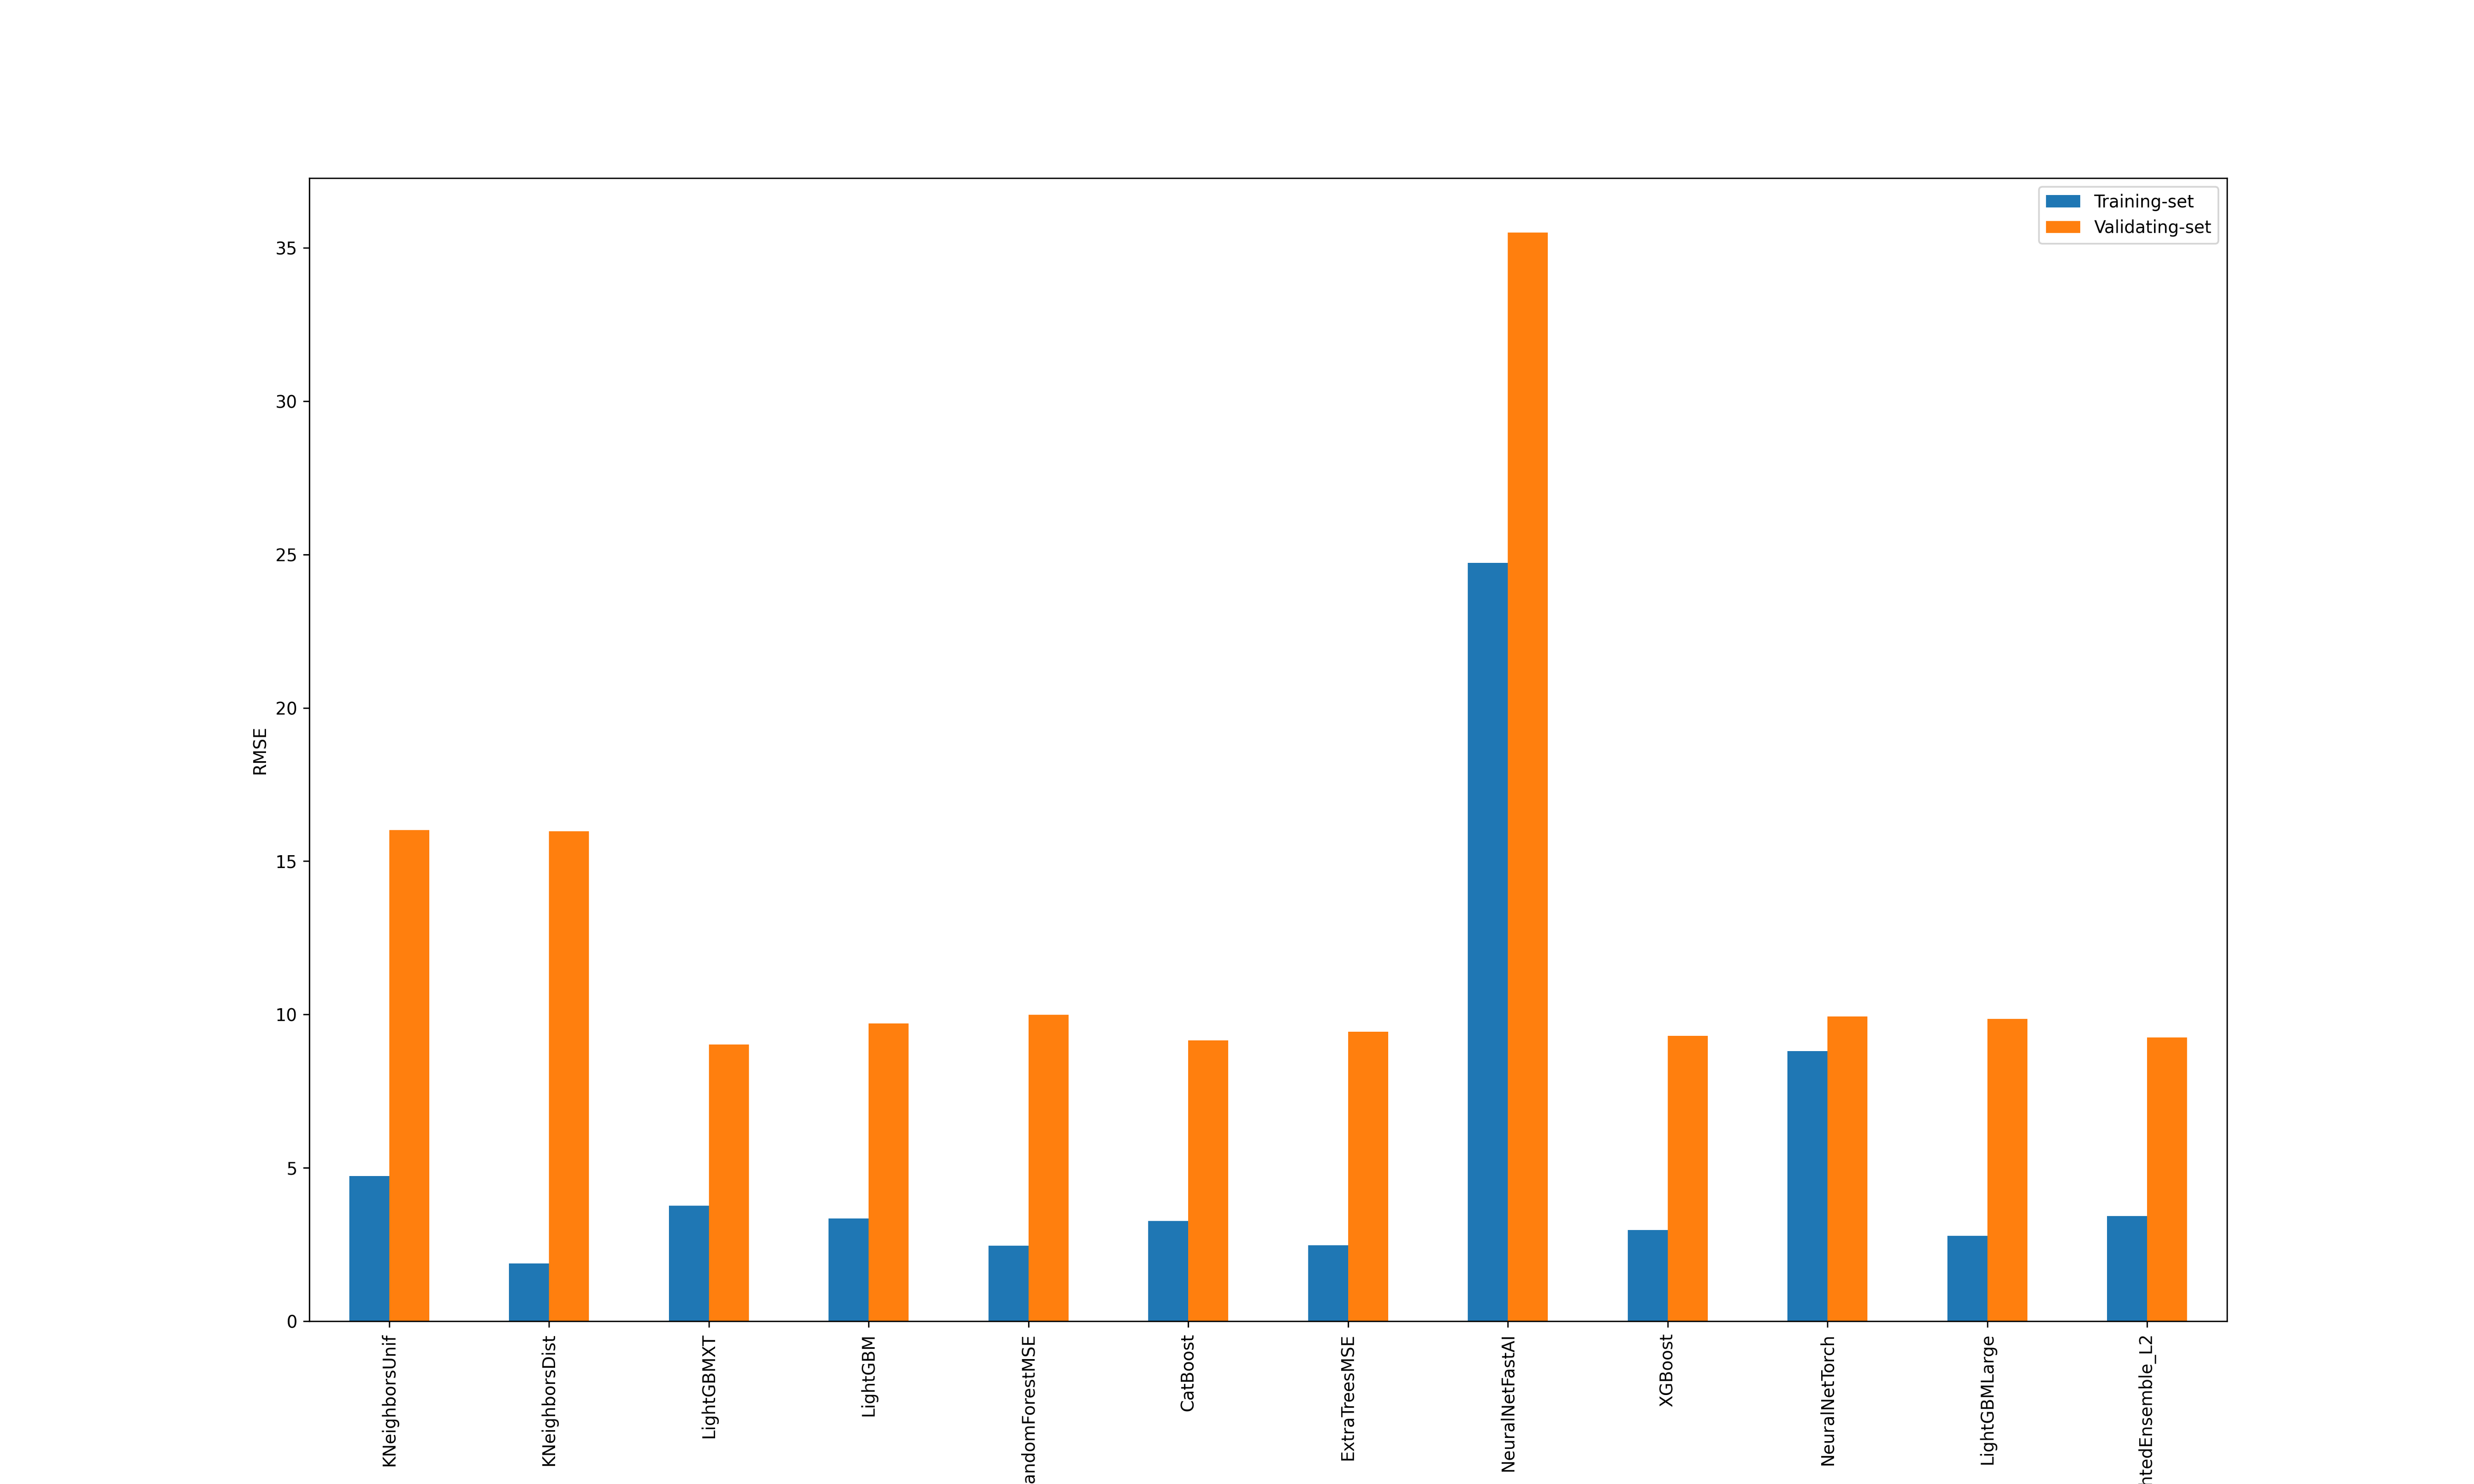 Training-set
Validating-set
35
30
25
20
15
10
5
0
RMSE
KNeighborsUnif
KNeighborsDist
LightGBMXT
LightGBM
andomForestMSE
CatBoost
ExtraTreesMSE
NeuralNetFastAI
XGBoost
NeuralNetTorch
LightGBMLarge
ntedEnsemble_L2